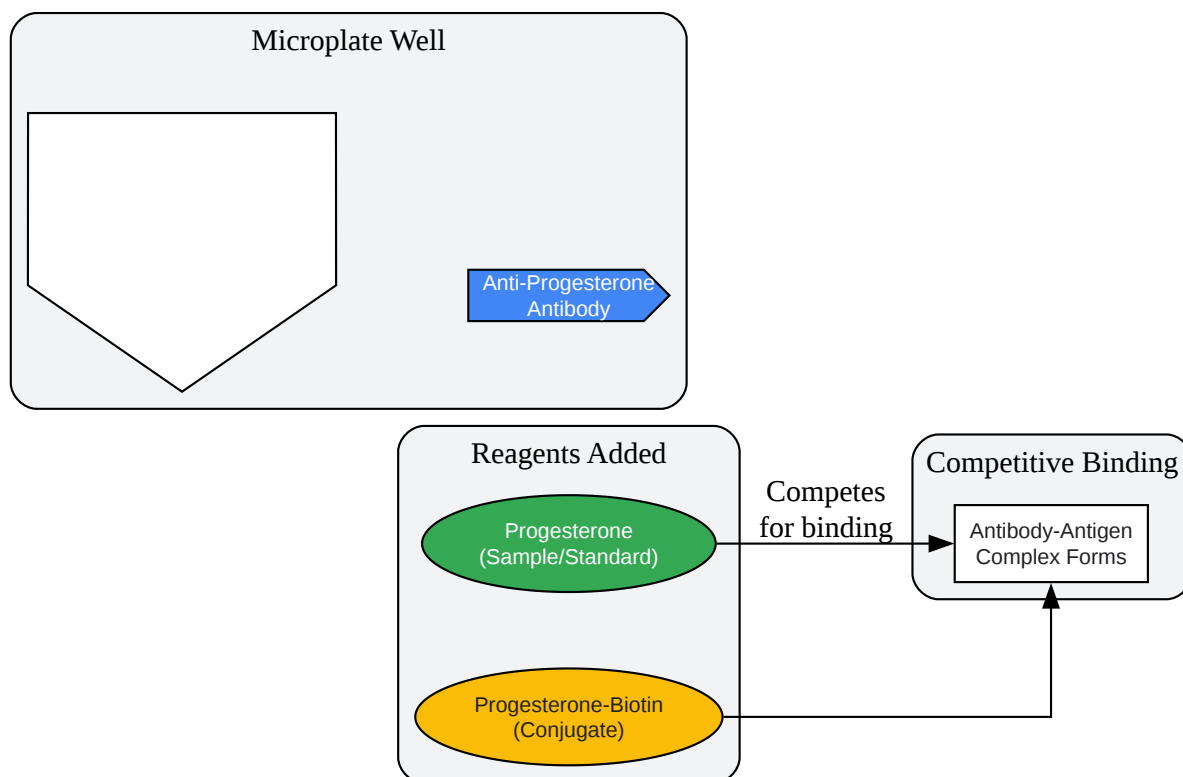 Microplate Well
Anti-Progesterone
Antibody
Reagents Added
Progesterone
(Sample/Standard)
Competes
for binding
Competitive Binding
Antibody-Antigen
Complex Forms
Progesterone-Biotin
(Conjugate)